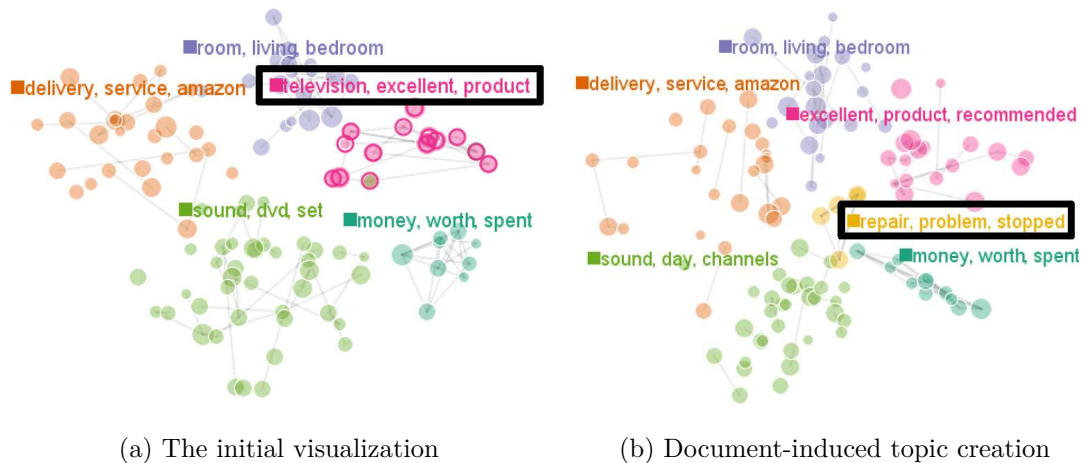 room, living, bedroom
delivery, service, amazon
television, excellent, product
sound, dvd, set
money, worth, spent
(a) The initial visualization
room, living, bedroom
delivery, service, amazon
excellent, product, recommended
repair, problem, stopped
sound, day, channels
money, worth, spent
(b) Document-induced topic creation